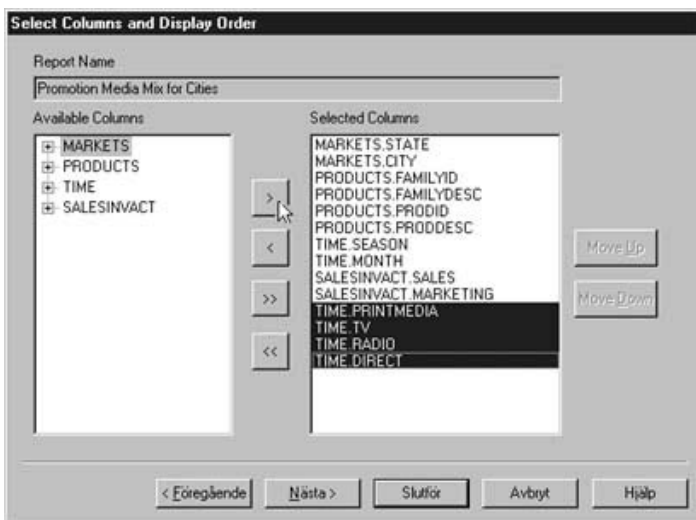 Select Columns and Display Order
Report Name
Promotion Media Mix for Cities
Available Columns
MARKETS
PRODUCTS
TIME
SALESINVACT
>
<
>>
<<
Selected Columns
MARKETS.STATE
MARKETS.CITY
PRODUCTS.FAMILYID
PRODUCTS.FAMILYDESC
PRODUCTS.PRODID
PRODUCTS.PRODDESC
TIME.SEASON
TIME.MONTH
SALESINVACT.SALES
SALESINVACT.MARKETING
TIME.PRINTMEDIA
TIME.TV
TIME.RADIO
TIME.DIRECT
Move Up
Move Down
< Föregående
Nästa >
Slutför
Avbryt
Hjälp